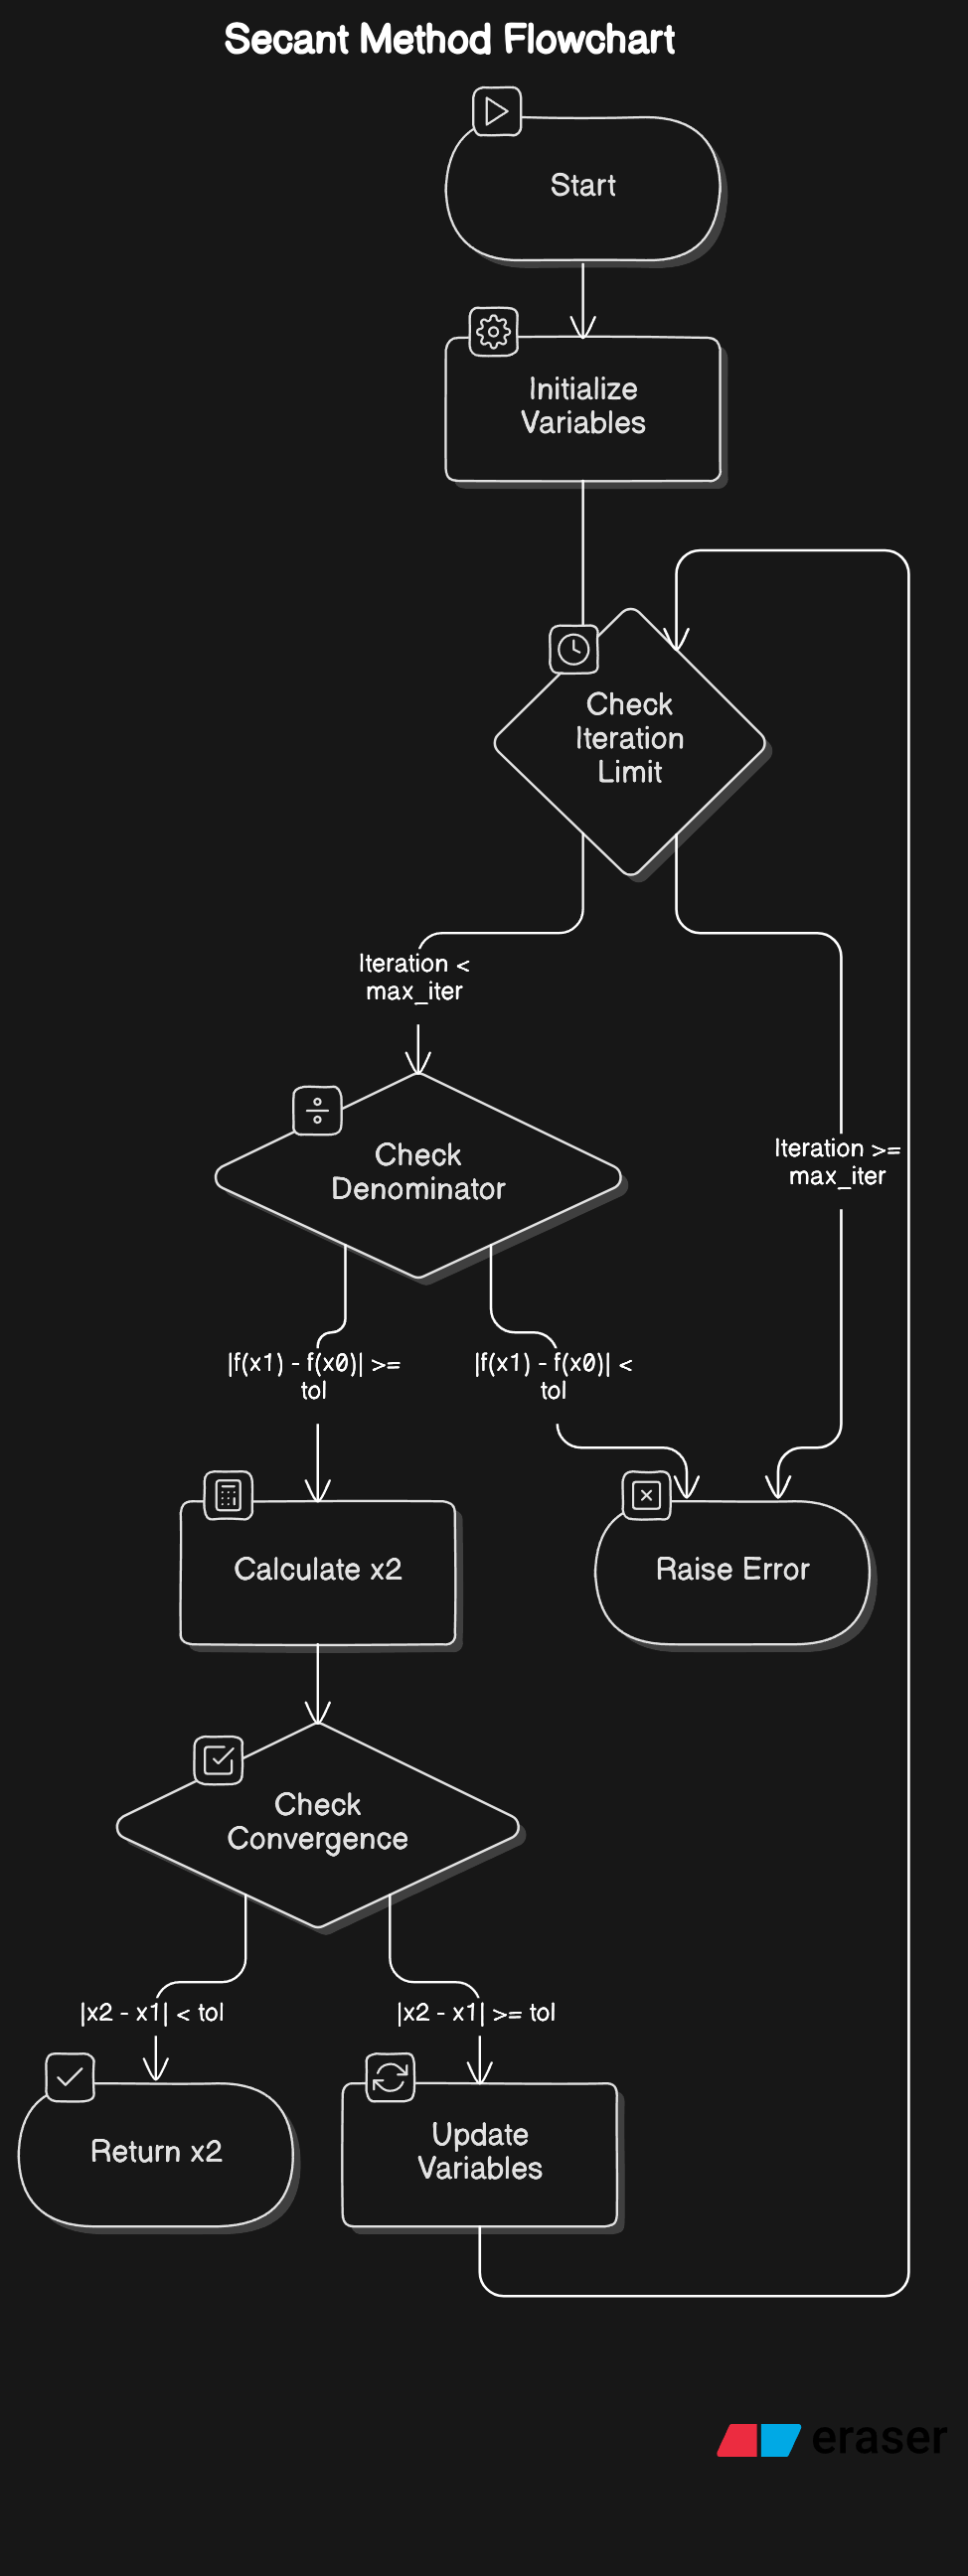 Secant Method Flowchart
Start
Initialize
Variables
Check
Iteration
Limit
Iteration <
max_iter
Check
Denominator
Iteration >=
max_iter
|f(x1) - f(x0)| >=
tol
|f(x1) - f(x0)| <
tol
Calculate x2
Raise Error
Check
Convergence
|x2 - x1| < tol
|x2 - x1| >= tol
Return x2
Update
Variables
eraser